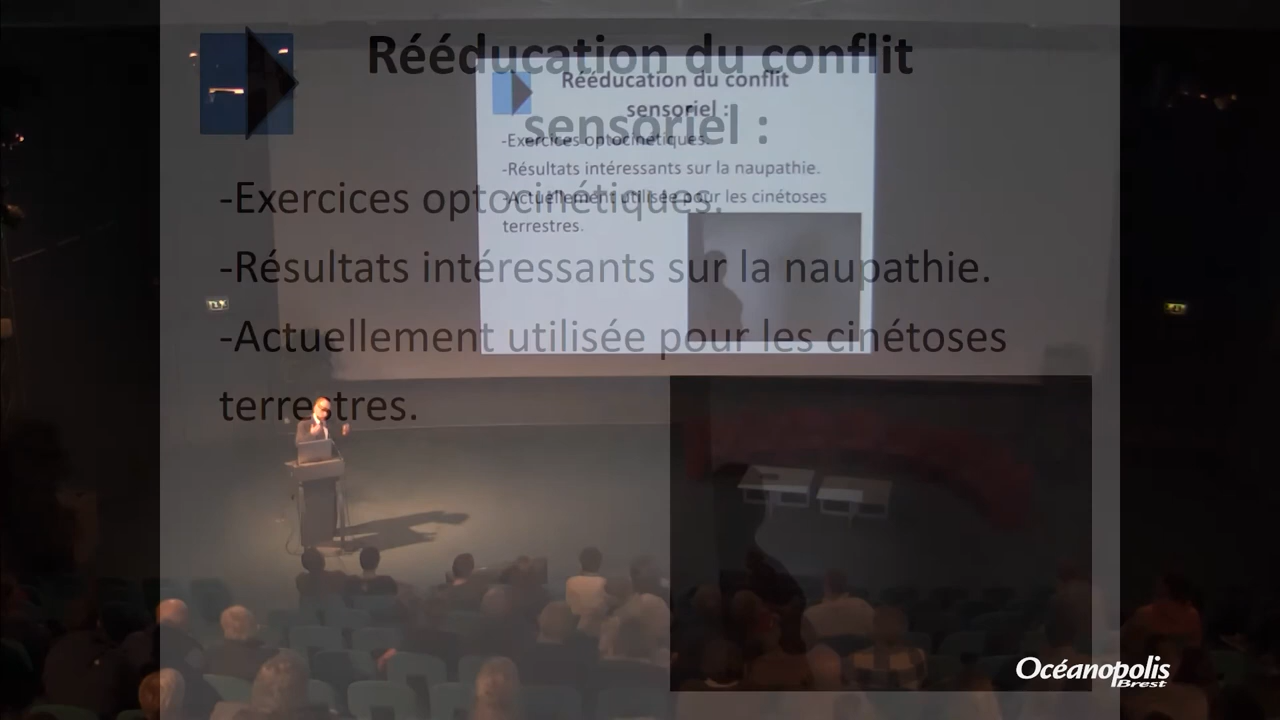 Rééducation du conflit
sensoriel :
-Exercices optocinétiques.
-Résultats intéressants sur la naupathie.
-Actuellement utilisée pour les cinétoses
terrestres.
Rééducation du conflit
sensoriel :
-Exercices optocinétiques.
-Résultats intéressants sur la naupathie.
-Actuellement utilisée pour les cinétoses
terrestres.
Océanopolis
Brest